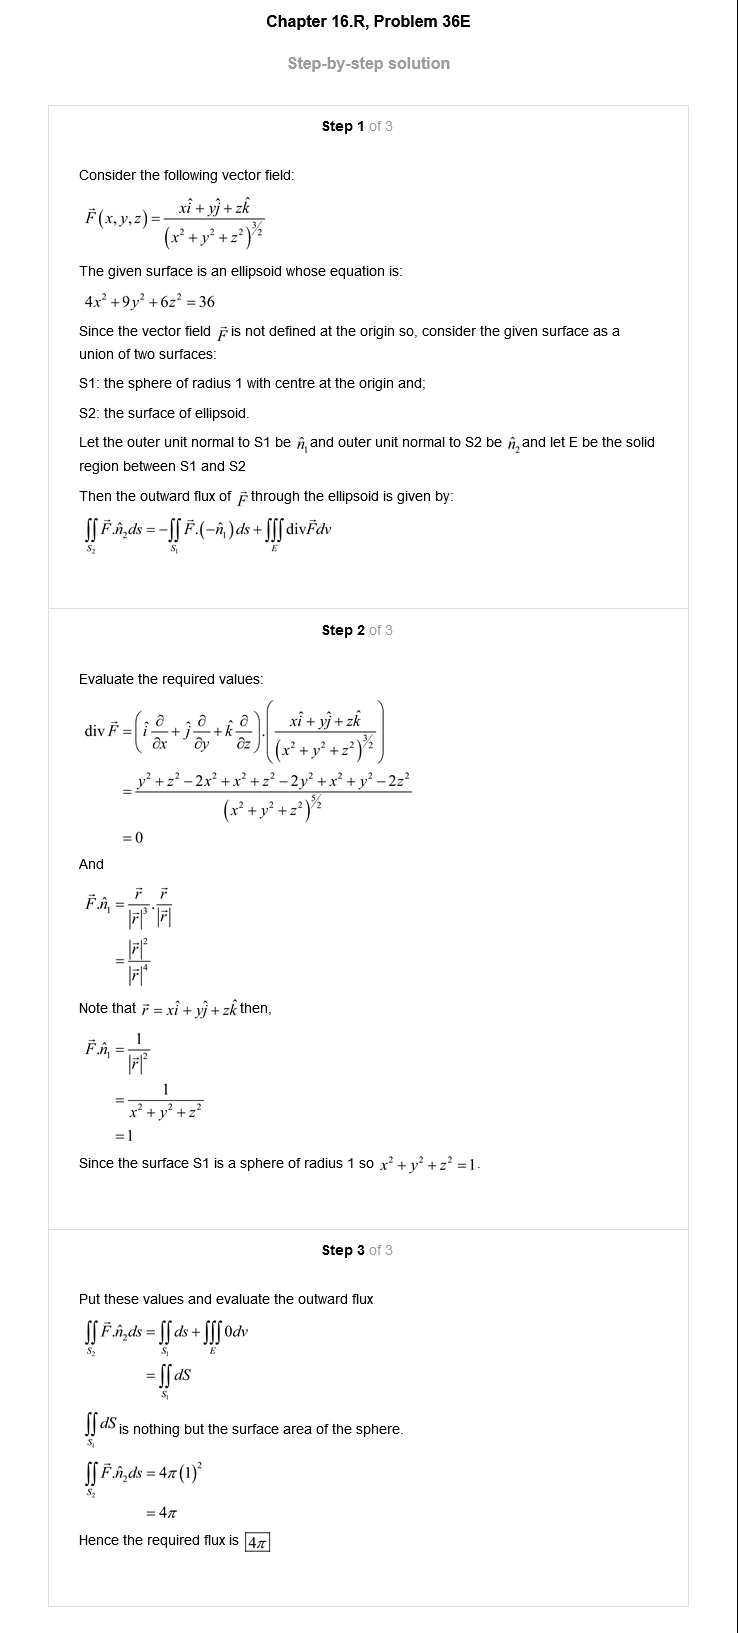 Chapter 16.R, Problem 36E
Step-by-step solution
Step 1 of 3
Consider the following vector field:
$\vec{F}(x,y,z)=\frac{x\hat{i}+y\hat{j}+z\hat{k}}{(x^2+y^2+z^2)^{3/2}}$
The given surface is an ellipsoid whose equation is:
$4x^2+9y^2+6z^2=36$
Since the vector field $\vec{F}$ is not defined at the origin so, consider the given surface as a
union of two surfaces:
S1: the sphere of radius 1 with centre at the origin and;
S2: the surface of ellipsoid.
Let the outer unit normal to S1 be $\hat{n}_1$ and outer unit normal to S2 be $\hat{n}_2$ and let E be the solid
region between S1 and S2
Then the outward flux of $\vec{F}$ through the ellipsoid is given by:
$\iint_{S_2}\vec{F}.\hat{n}_2ds=-\iint_{S_1}\vec{F}.(-\hat{n}_1)ds+\iiint_E \text{div}\vec{F}dv$
Step 2 of 3
Evaluate the required values:
$\text{div}\,\vec{F}=\left(\hat{i}\frac{\partial}{\partial x}+\hat{j}\frac{\partial}{\partial y}+\hat{k}\frac{\partial}{\partial z}\right).\left(\frac{x\hat{i}+y\hat{j}+z\hat{k}}{(x^2+y^2+z^2)^{3/2}}\right)$
$=\frac{y^2+z^2-2x^2+x^2+z^2-2y^2+x^2+y^2-2z^2}{(x^2+y^2+z^2)^{5/2}}$
$=0$
And
$\vec{F}.\hat{n}_1=\frac{\vec{r}}{|\vec{r}|^3}.\frac{\vec{r}}{|\vec{r}|}$
$=\frac{|\vec{r}|^2}{|\vec{r}|^4}$
Note that $\vec{r}=x\hat{i}+y\hat{j}+z\hat{k}$ then,
$\vec{F}.\hat{n}_1=\frac{1}{|\vec{r}|^2}$
$=\frac{1}{x^2+y^2+z^2}$
$=1$
Since the surface S1 is a sphere of radius 1 so $x^2+y^2+z^2=1$.
Step 3 of 3
Put these values and evaluate the outward flux
$\iint_{S_2}\vec{F}.\hat{n}_2ds=\iint_{S_1}ds+\iiint_E 0dv$
$=\iint_{S_1}dS$
$\iint_{S_1}dS$ is nothing but the surface area of the sphere.
$\iint_{S_2}\vec{F}.\hat{n}_2ds=4\pi(1)^2$
$=4\pi$
Hence the required flux is $\boxed{4\pi}$